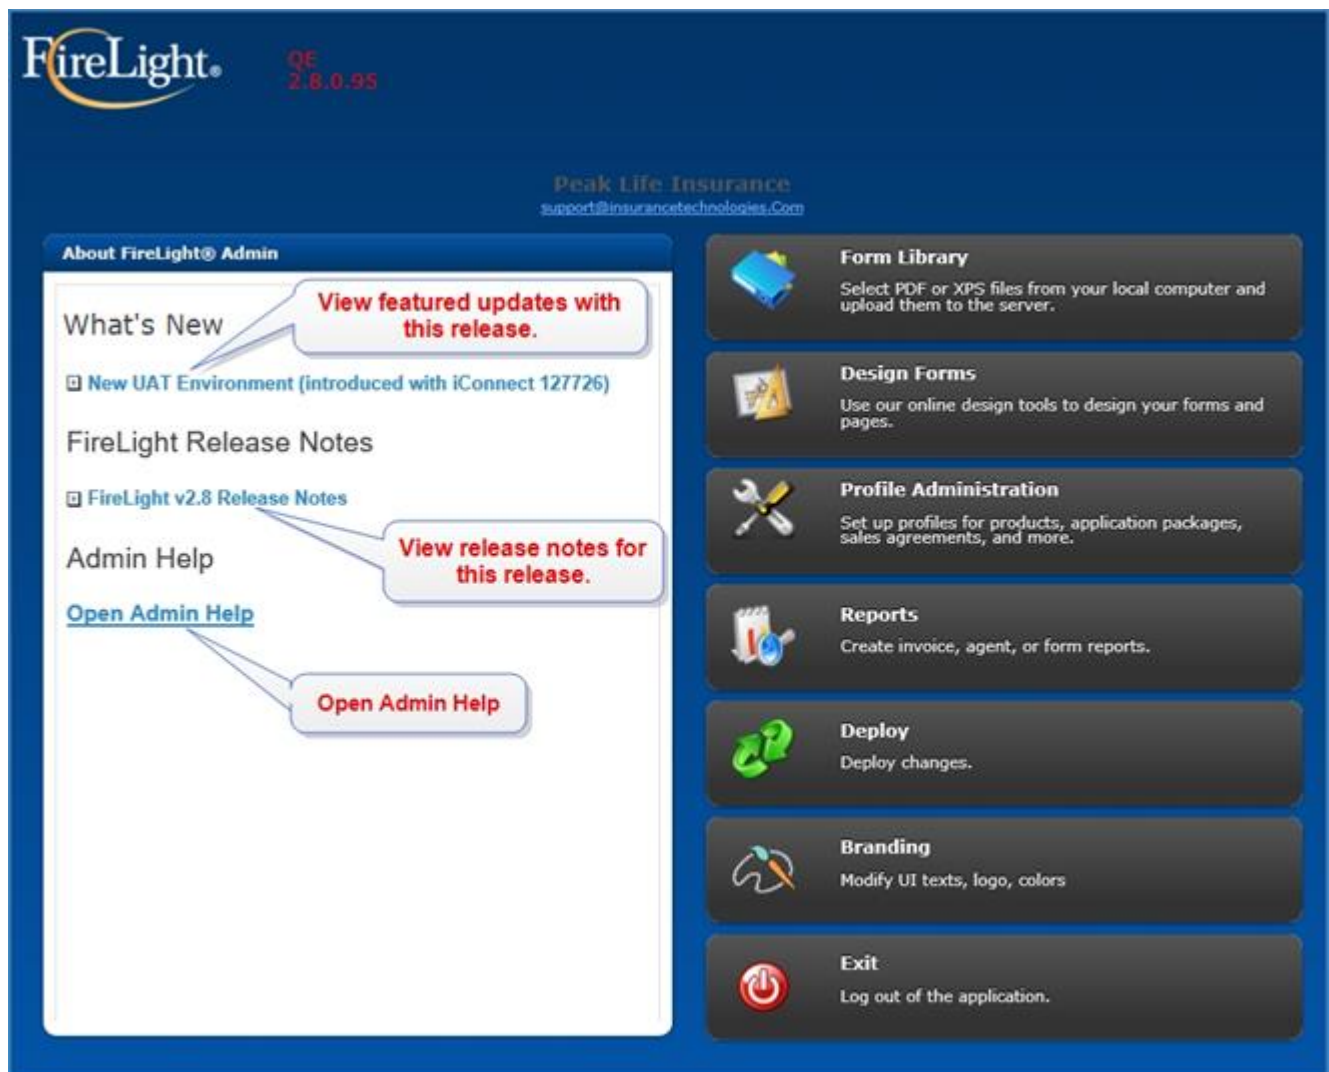 FireLight®
QE
2.8.0.95
Peak Life Insurance
support@insurancetechnologies.Com
About FireLight® Admin
What's New
View featured updates with
this release.
New UAT Environment (introduced with iConnect 127726)
FireLight Release Notes
FireLight v2.8 Release Notes
View release notes for
this release.
Admin Help
Open Admin Help
Open Admin Help
Form Library
Select PDF or XPS files from your local computer and
upload them to the server.
Design Forms
Use our online design tools to design your forms and
pages.
Profile Administration
Set up profiles for products, application packages,
sales agreements, and more.
Reports
Create invoice, agent, or form reports.
Deploy
Deploy changes.
Branding
Modify UI texts, logo, colors
Exit
Log out of the application.